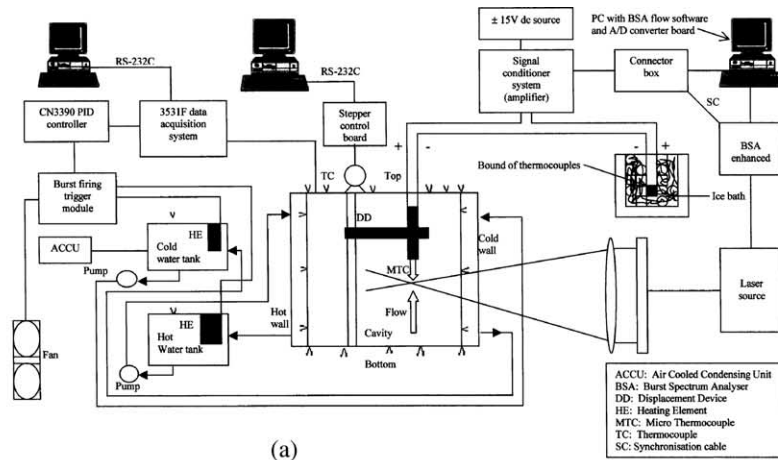 RS-232C
CN3390 PID
controller
3531F data
acquisition
system
Burst firing
trigger
module
ACCU
HE
Cold
water tank
Pump
HE
Hot
Water tank
Pump
Fan
RS-232C
Stepper
control
board
TC
Top
DD
Hot
wall
MTC
Flow
Cavity
Bottom
Cold
wall
+
-
± 15V dc source
Signal
conditioner
system
(amplifier)
Connector
box
PC with BSA flow software
and A/D converter board
SC
BSA
enhanced
- +
Bound of thermocouples
Ice bath
Laser
source
ACCU: Air Cooled Condensing Unit
BSA: Burst Spectrum Analyser
DD: Displacement Device
HE: Heating Element
MTC: Micro Thermocouple
TC: Thermocouple
SC: Synchronisation cable
(a)